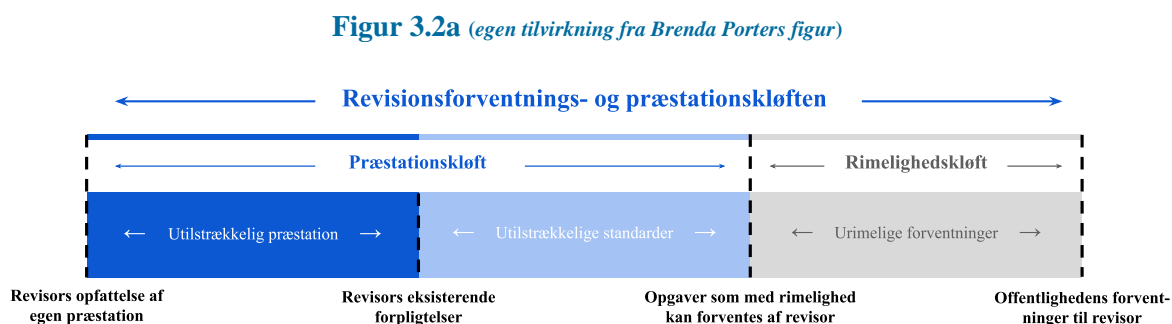 Figur 3.2a (egen tilvirkning fra Brenda Porters figur)
Revisionsforventnings- og præstationskløften
Præstationskløft
Rimelighedskløft
Utilstrækkelig præstation
Utilstrækkelige standarder
Urimelige forventninger
Revisors opfattelse af
egen præstation
Revisors eksisterende
forpligtelser
Opgaver som med rimelighed
kan forventes af revisor
Offentlighedens forvent-
ninger til revisor